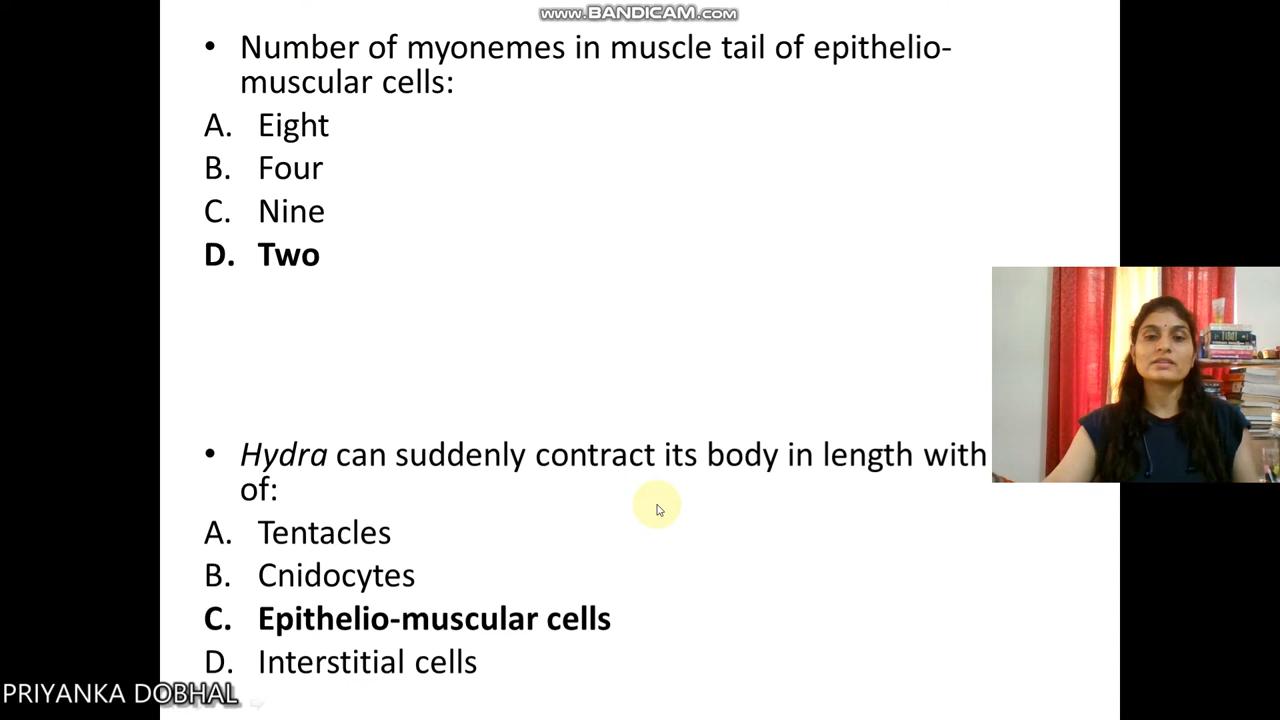 www.BANDICAM.com
• Number of myonemes in muscle tail of epithelio-
muscular cells:
A. Eight
B. Four
C. Nine
D. Two
• Hydra can suddenly contract its body in length with
of:
A. Tentacles
B. Cnidocytes
C. Epithelio-muscular cells
D. Interstitial cells
PRIYANKA DOBHAL